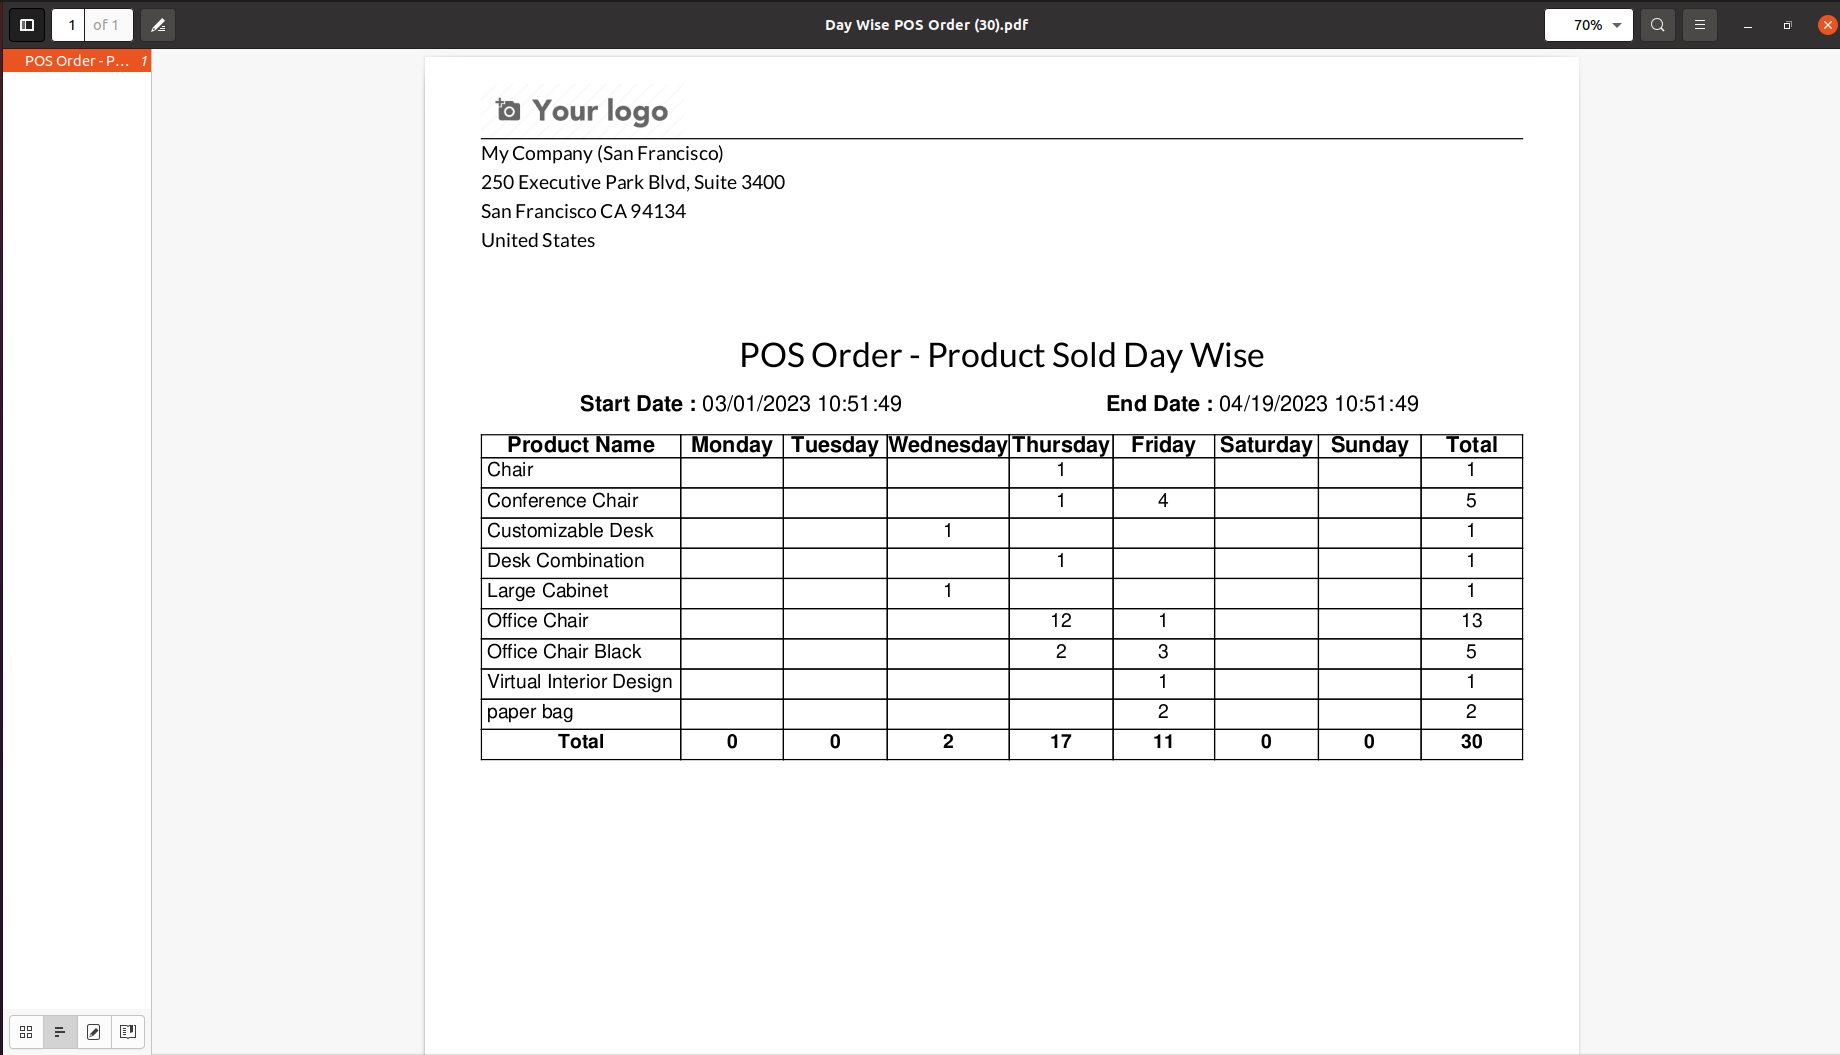 1 of 1
Day Wise POS Order (30).pdf
70%
POS Order - P... 1
Your logo
My Company (San Francisco)
250 Executive Park Blvd, Suite 3400
San Francisco CA 94134
United States
POS Order - Product Sold Day Wise
Start Date : 03/01/2023 10:51:49 End Date : 04/19/2023 10:51:49
Product Name Monday Tuesday Wednesday Thursday Friday Saturday Sunday Total
Chair 1 1
Conference Chair 1 4 5
Customizable Desk 1 1
Desk Combination 1 1
Large Cabinet 1 1
Office Chair 12 1 13
Office Chair Black 2 3 5
Virtual Interior Design 1 1
paper bag 2 2
Total 0 0 2 17 11 0 0 30